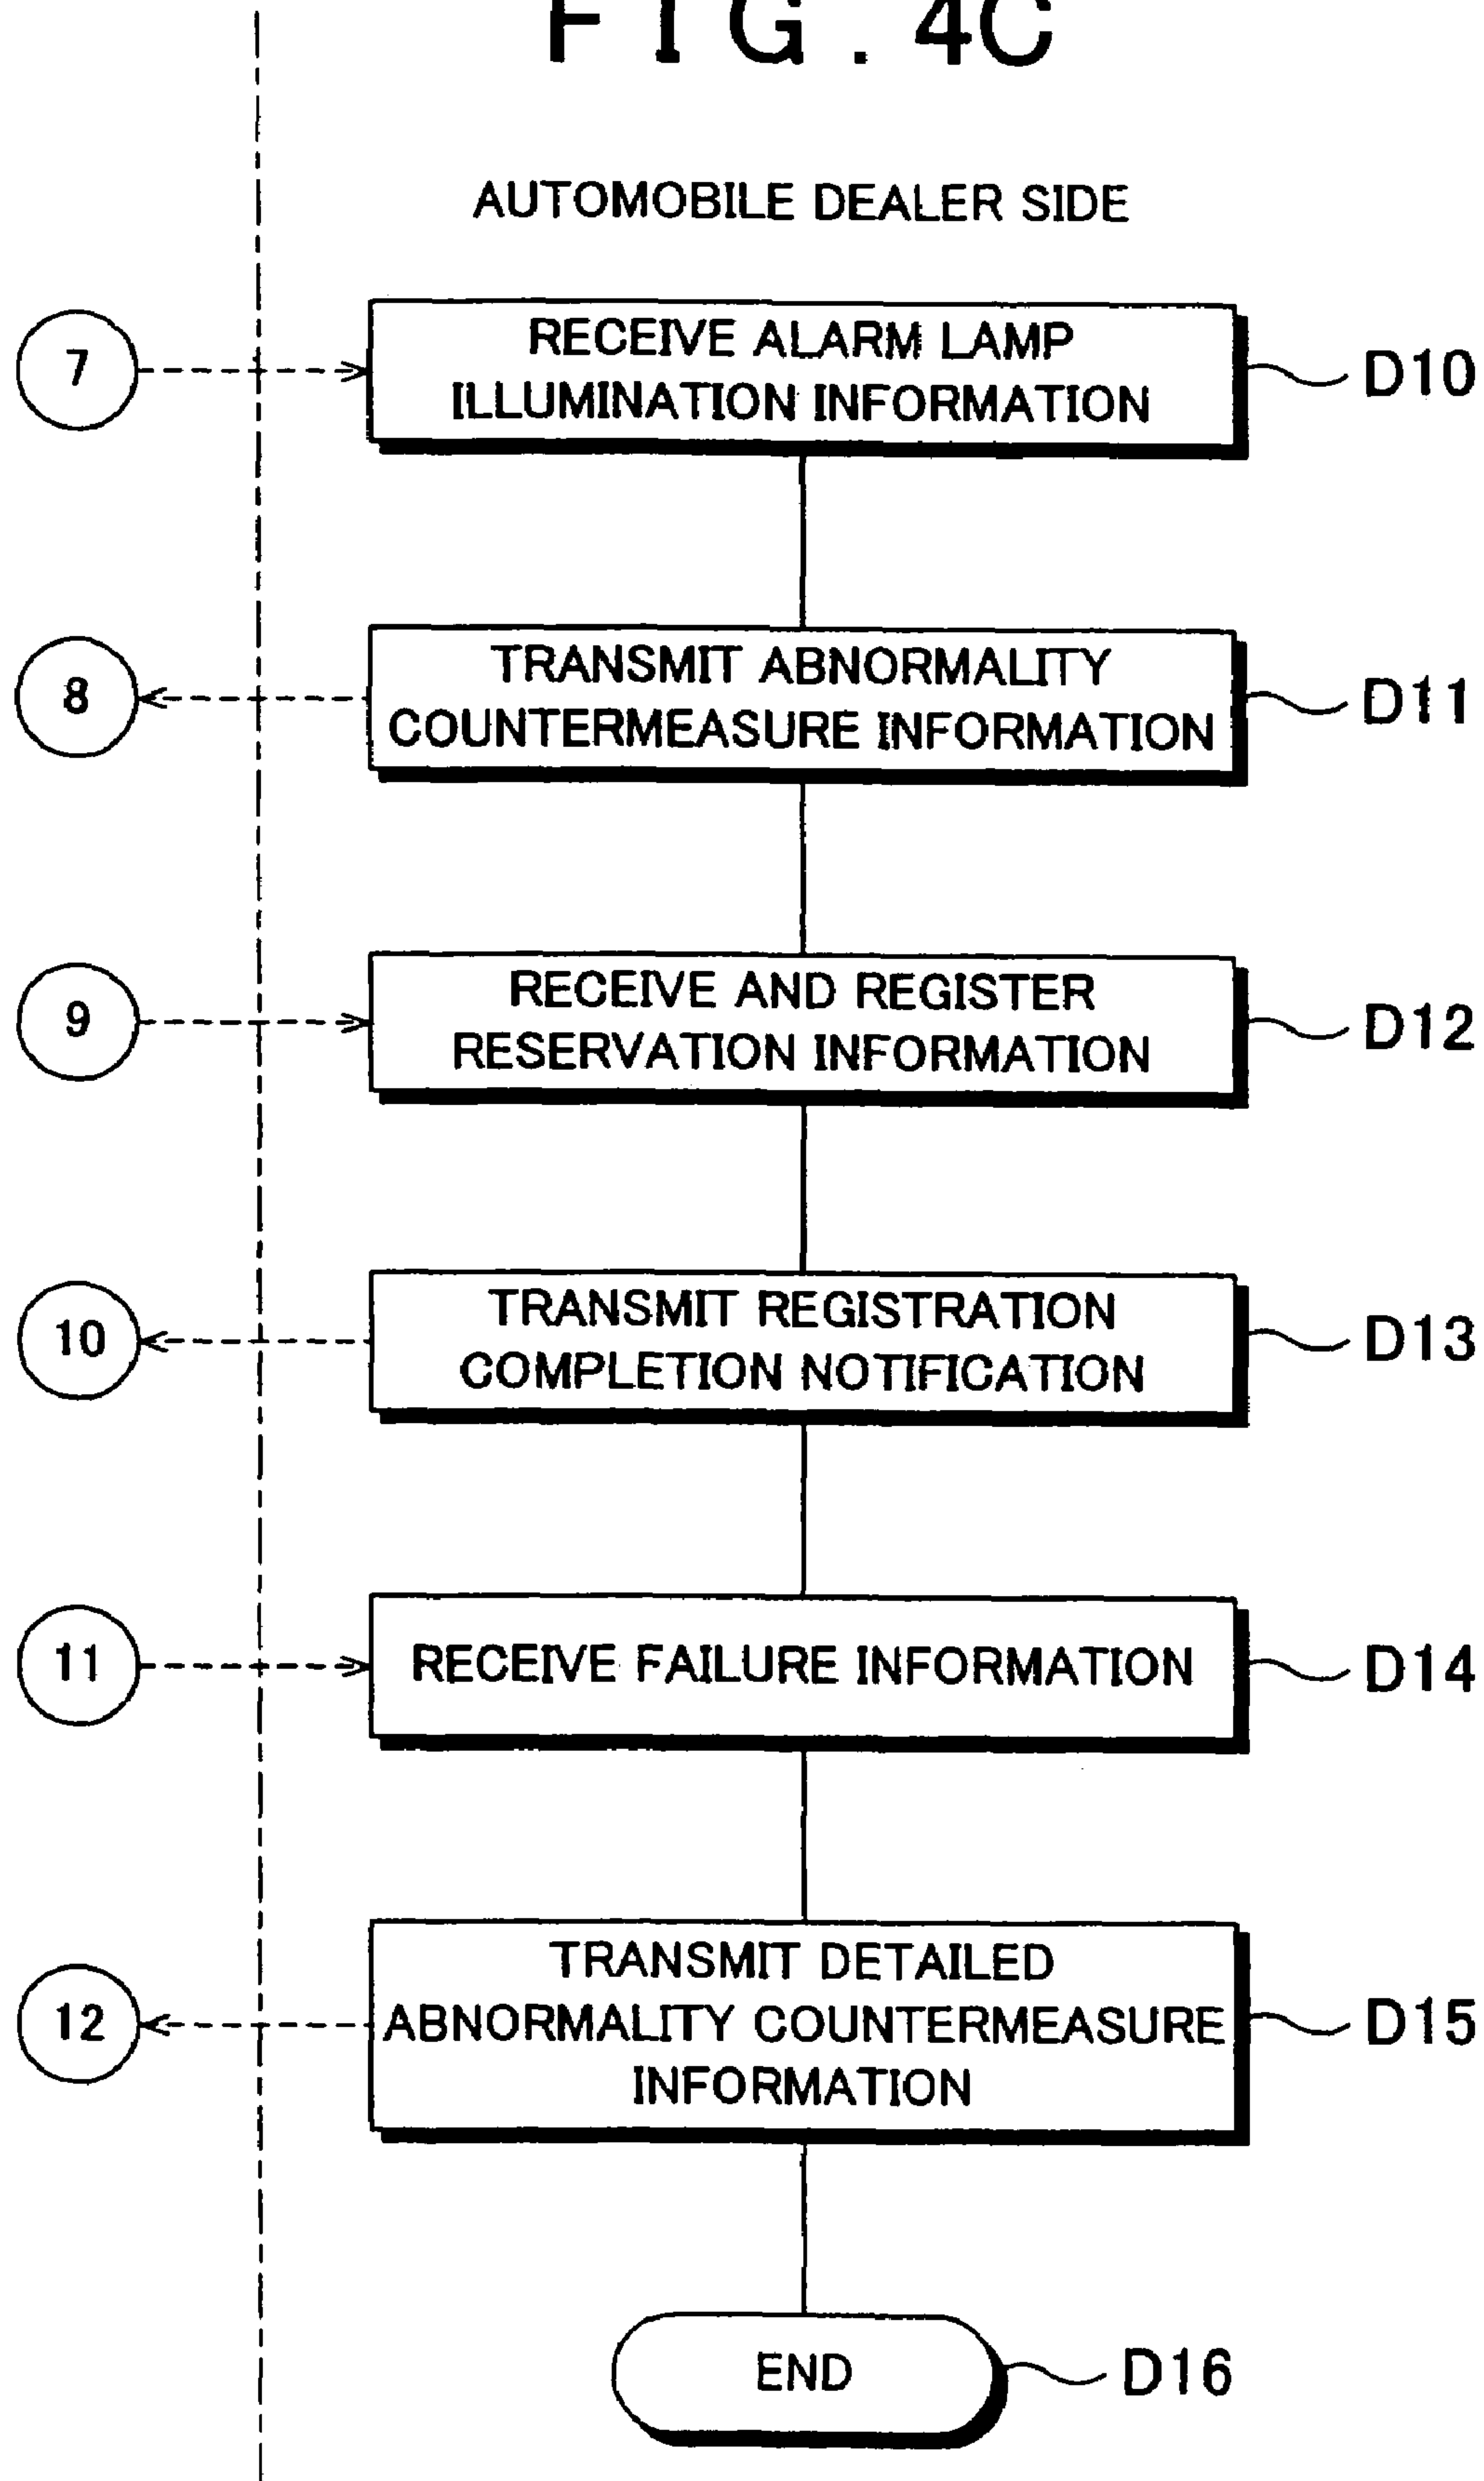 FIG. 4C
AUTOMOBILE DEALER SIDE
7
RECEIVE ALARM LAMP
ILLUMINATION INFORMATION
D10
8
TRANSMIT ABNORMALITY
COUNTERMEASURE INFORMATION
D11
9
RECEIVE AND REGISTER
RESERVATION INFORMATION
D12
10
TRANSMIT REGISTRATION
COMPLETION NOTIFICATION
D13
11
RECEIVE FAILURE INFORMATION
D14
12
TRANSMIT DETAILED
ABNORMALITY COUNTERMEASURE
INFORMATION
D15
END
D16